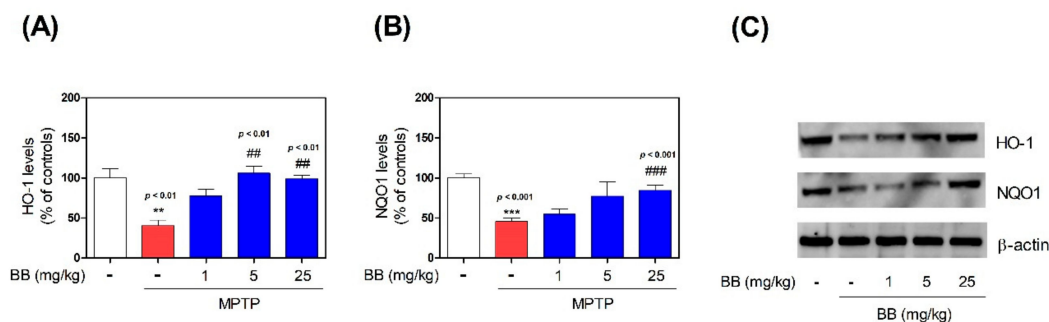 (A)
HO-1 levels
(% of controls)
200
150
100
50
0
p < 0.01
**
p < 0.01
##
p < 0.01
##
BB (mg/kg) - - 1 5 25
MPTP
(B)
NQO1 levels
(% of controls)
200
150
100
50
0
p < 0.001
***
p < 0.001
###
BB (mg/kg) - - 1 5 25
MPTP
(C)
HO-1
NQO1
β-actin
BB (mg/kg) - - 1 5 25
BB (mg/kg)